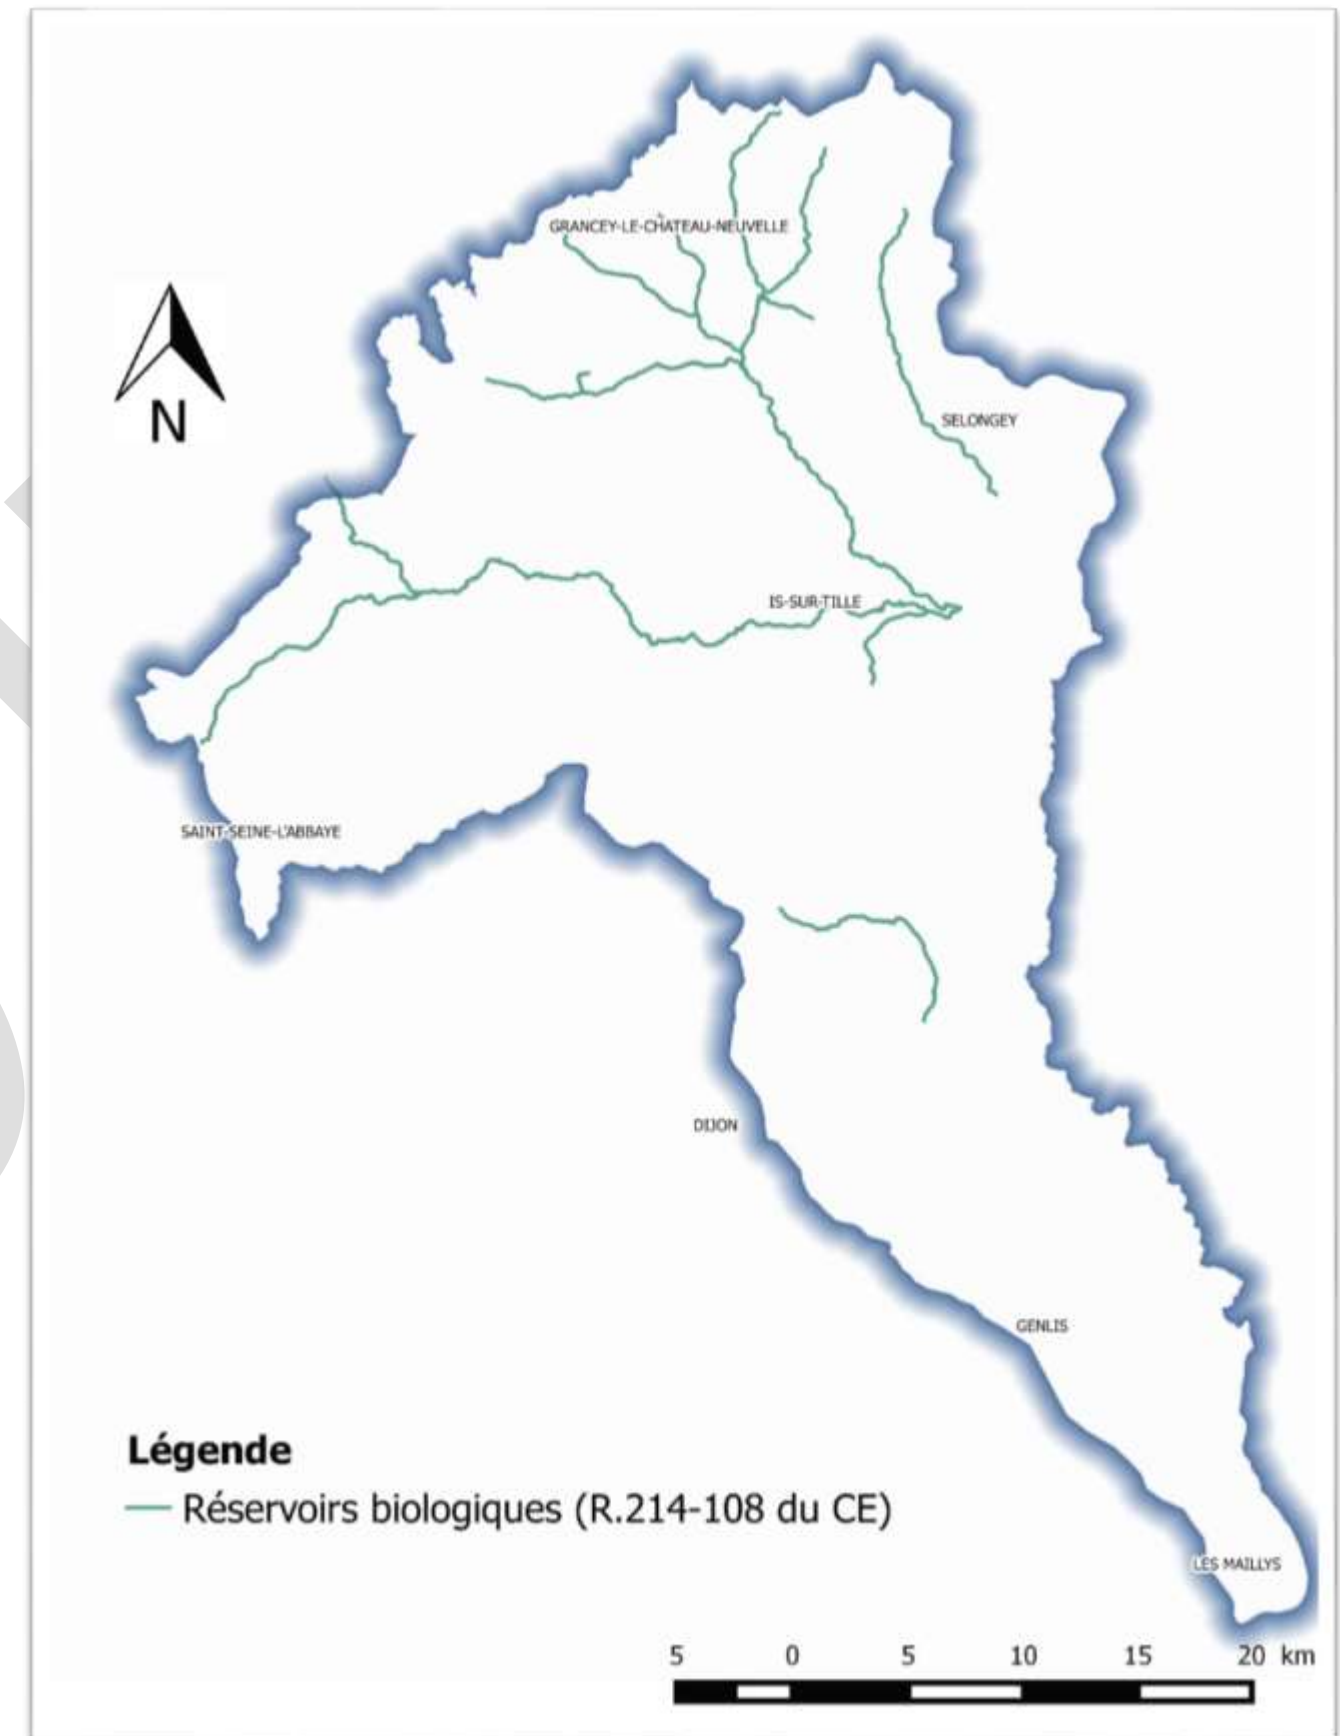 GRANCEY-LE-CHATEAU-NEUVELLE
N
SELONGEY
IS-SUR-TILLE
SAINT-SEINE-L'ABBAYE
DIJON
GENLIS
Légende
Réservoirs biologiques (R.214-108 du CE)
LES MAILLYS
5 0 5 10 15 20 km